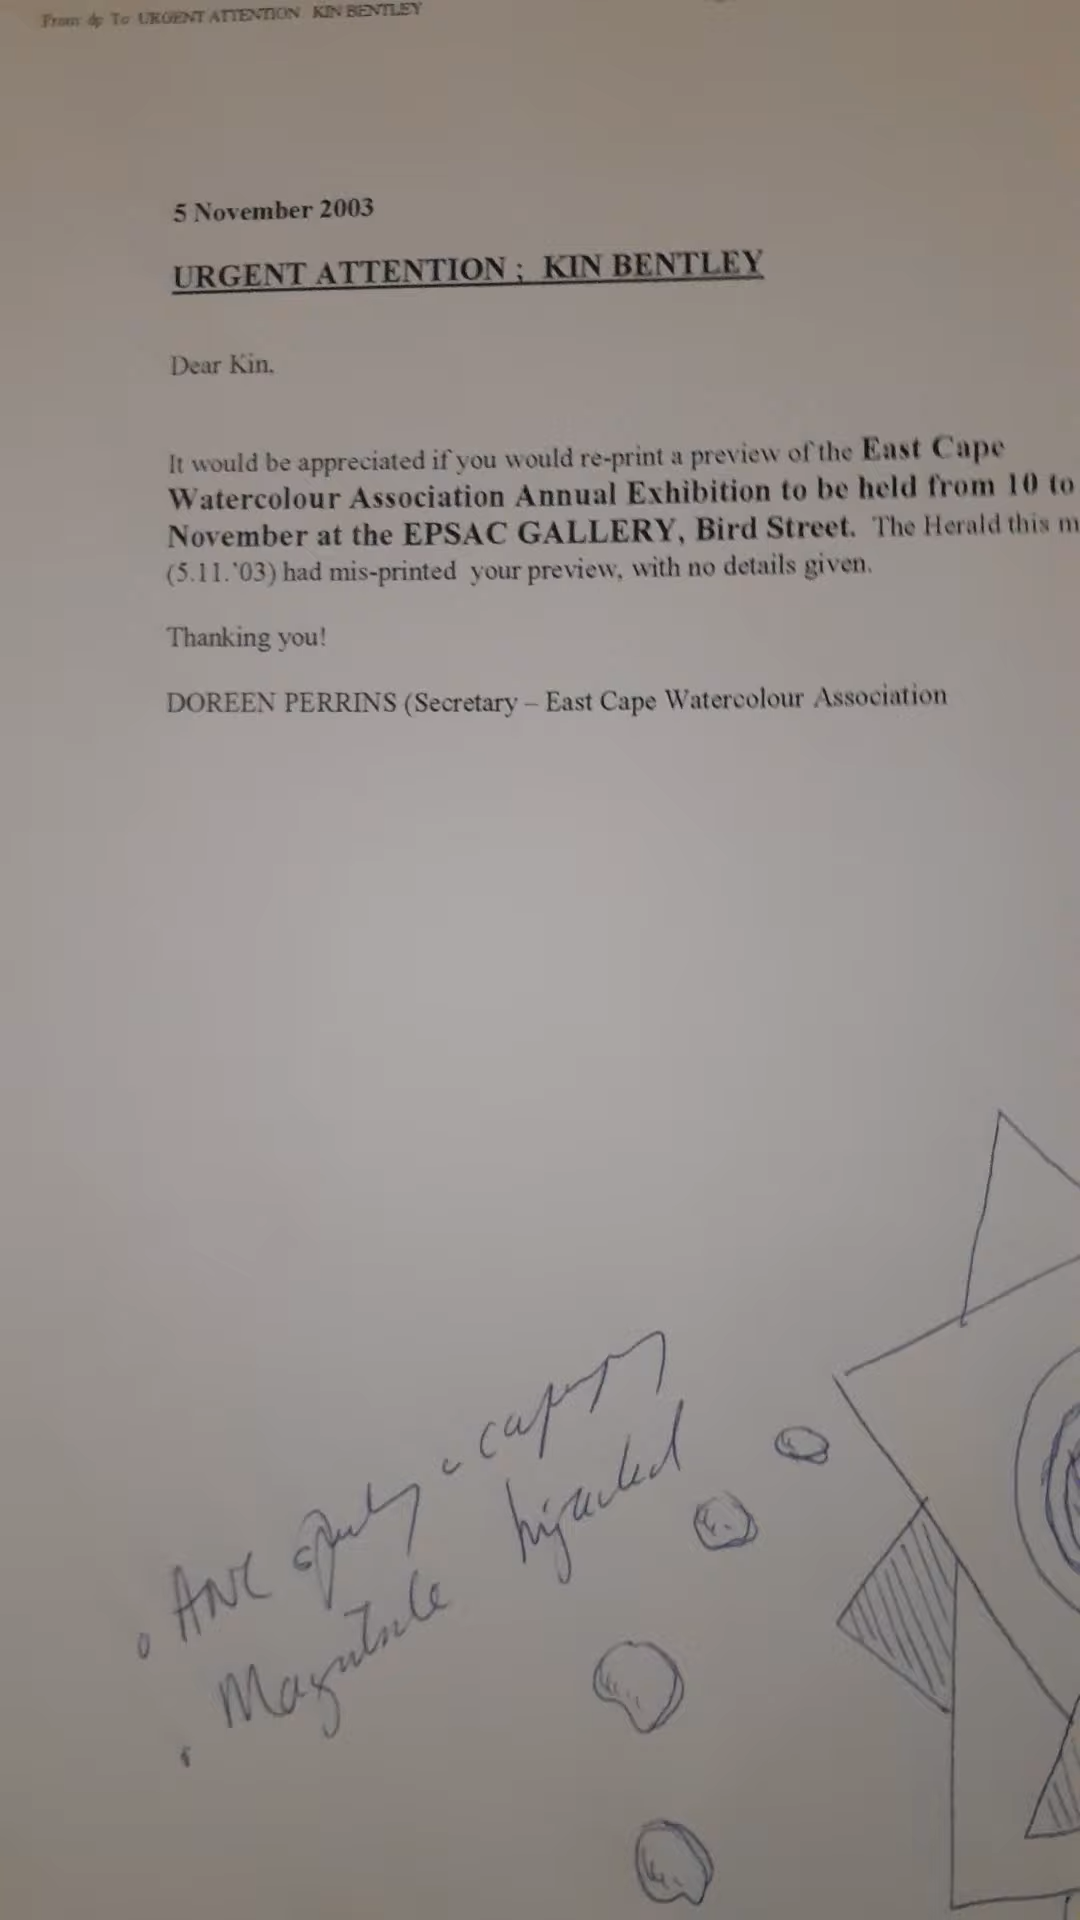 From dp To URGENT ATTENTION KIN BENTLEY
5 November 2003
URGENT ATTENTION ; KIN BENTLEY
Dear Kin,
It would be appreciated if you would re-print a preview of the East Cape
Watercolour Association Annual Exhibition to be held from 10 to
November at the EPSAC GALLERY, Bird Street. The Herald this m
(5.11.'03) had mis-printed your preview, with no details given.
Thanking you!
DOREEN PERRINS (Secretary – East Cape Watercolour Association
ANC
hijacked